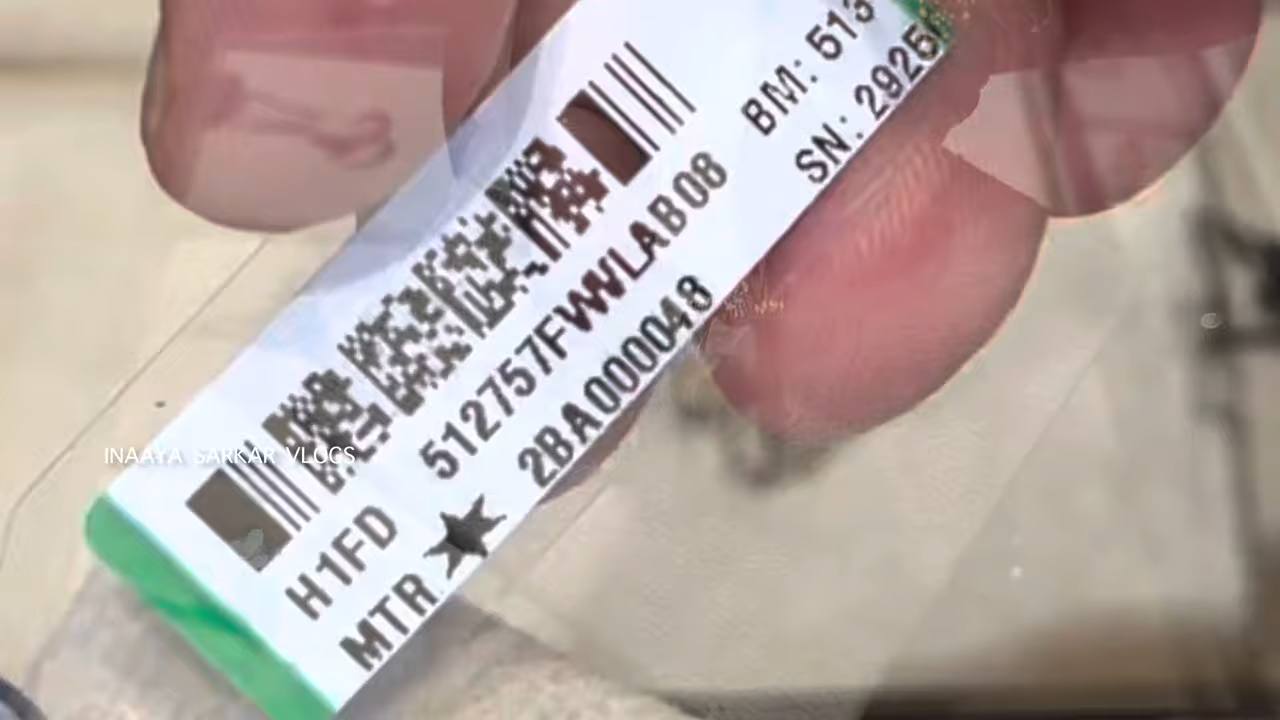 BM: 513
SN: 2925
H1FD 512757FWWLAB08
MTR ★ 2BA000048
INAAYA SARKAR VLOGS